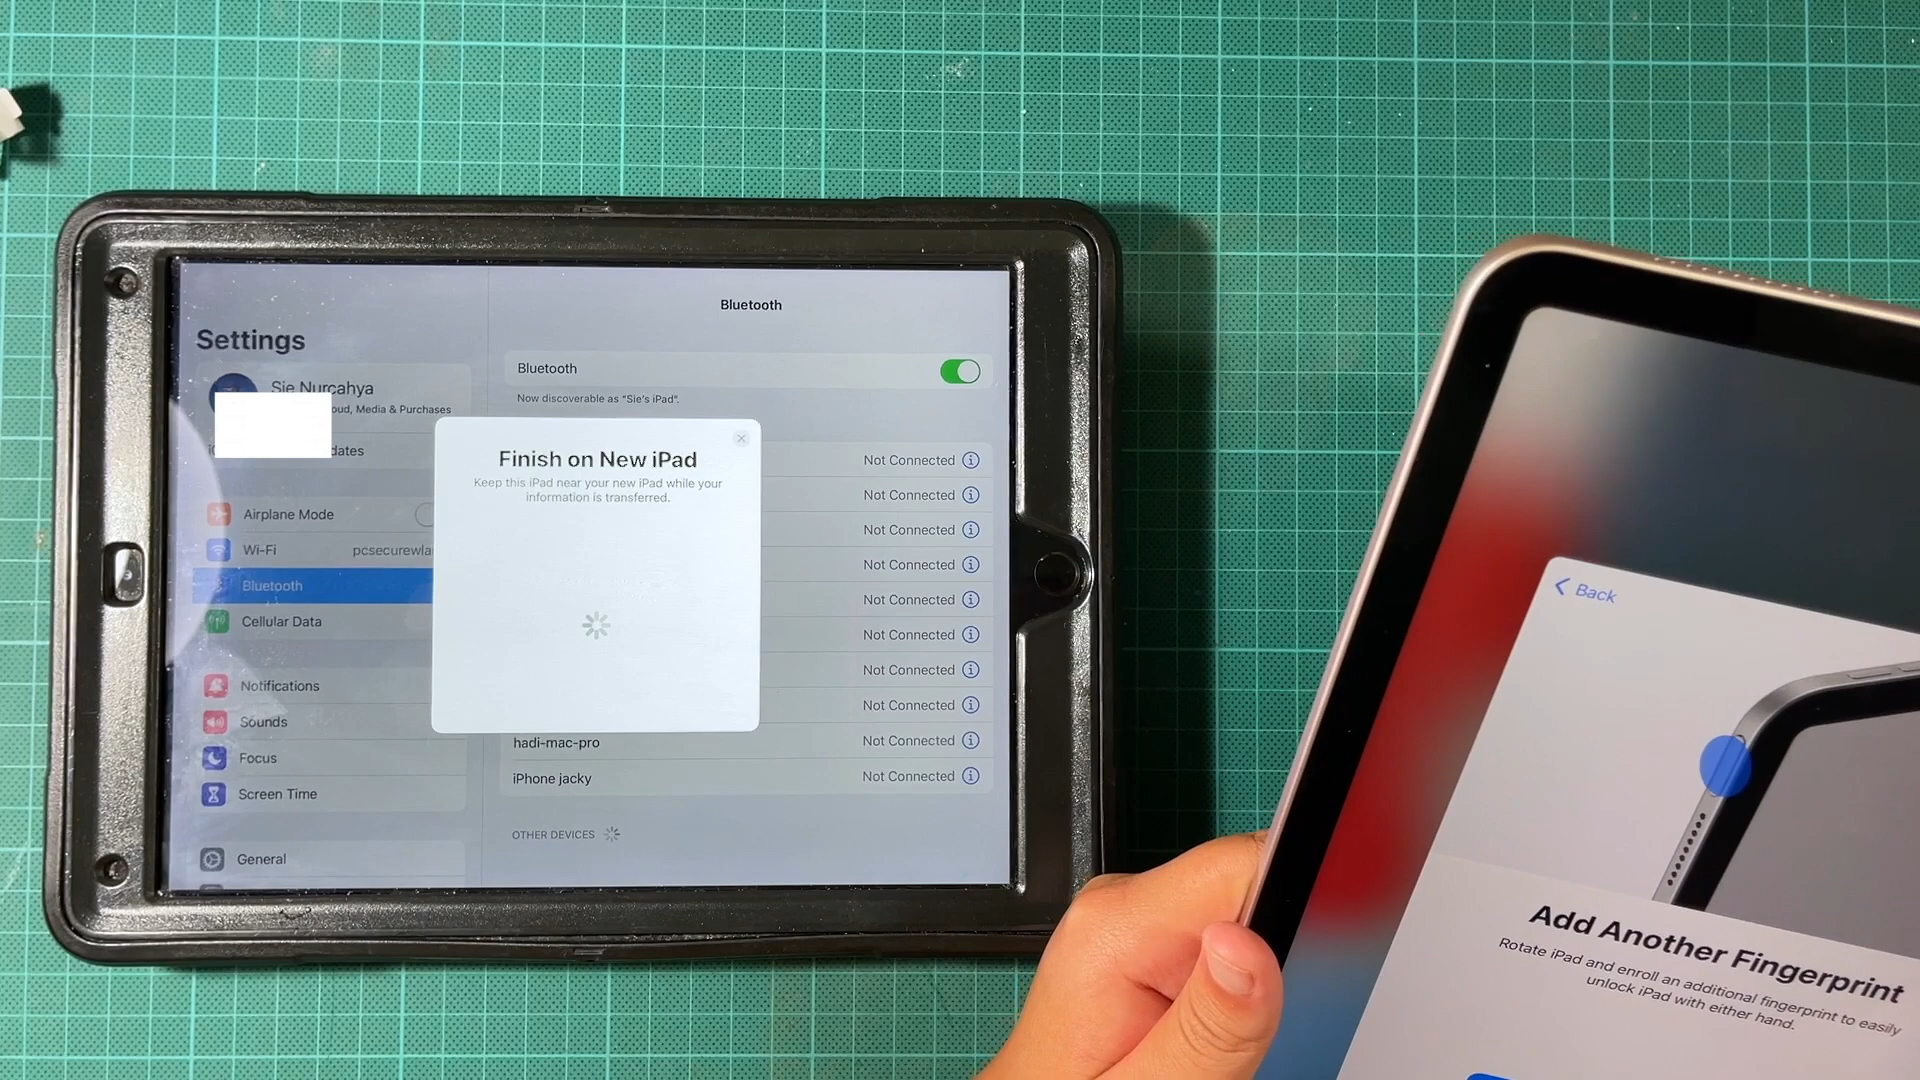 Settings
Sie Nurcahya
oud, Media & Purchases
dates
Airplane Mode
Wi-Fi
pcsecurewla
Bluetooth
Cellular Data
Notifications
Sounds
Focus
Screen Time
General
Bluetooth
Bluetooth
Now discoverable as “Sie's iPad”.
Finish on New iPad
Keep this iPad near your new iPad while your
information is transferred.
Not Connected
Not Connected
Not Connected
Not Connected
Not Connected
Not Connected
Not Connected
Not Connected
hadi-mac-pro Not Connected
iPhone jacky Not Connected
OTHER DEVICES
Back
Add Another Fingerprint
Rotate iPad and enroll an additional fingerprint to easily
unlock iPad with either hand.